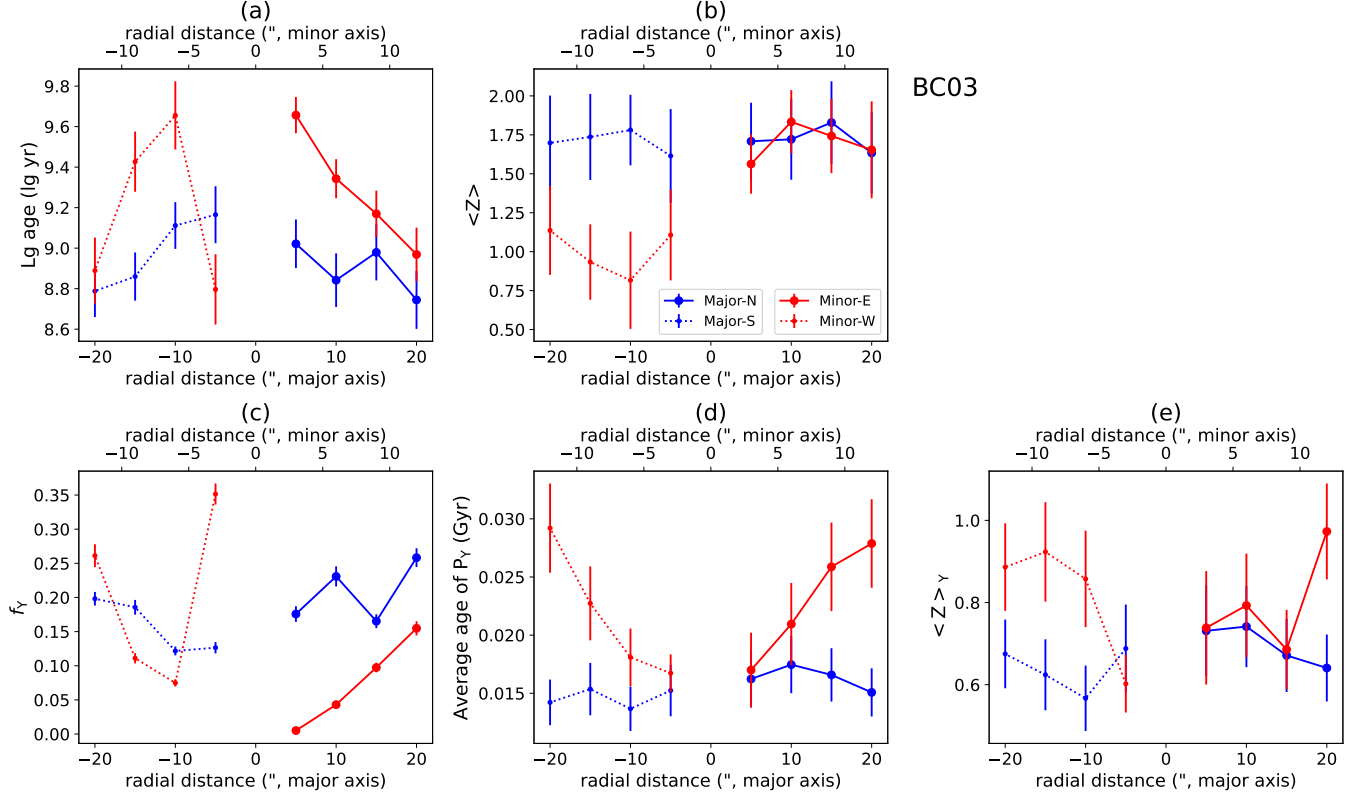 (a)
radial distance (", minor axis)
−10 −5 0 5 10
9.8
9.6
9.4
9.2
9.0
8.8
8.6
Lg age (lg yr)
−20 −10 0 10 20
radial distance (", major axis)
(b)
radial distance (", minor axis)
−10 −5 0 5 10
2.00
1.75
1.50
1.25
1.00
0.75
0.50
<Z>
Major-N
Major-S
Minor-E
Minor-W
−20 −10 0 10 20
radial distance (", major axis)
BC03
(c)
radial distance (", minor axis)
−10 −5 0 5 10
0.35
0.30
0.25
0.20
0.15
0.10
0.05
0.00
f_Y
−20 −10 0 10 20
radial distance (", major axis)
(d)
radial distance (", minor axis)
−10 −5 0 5 10
0.030
0.025
0.020
0.015
Average age of P_Y (Gyr)
−20 −10 0 10 20
radial distance (", major axis)
(e)
radial distance (", minor axis)
−10 −5 0 5 10
1.0
0.8
0.6
< Z >_Y
−20 −10 0 10 20
radial distance (", major axis)